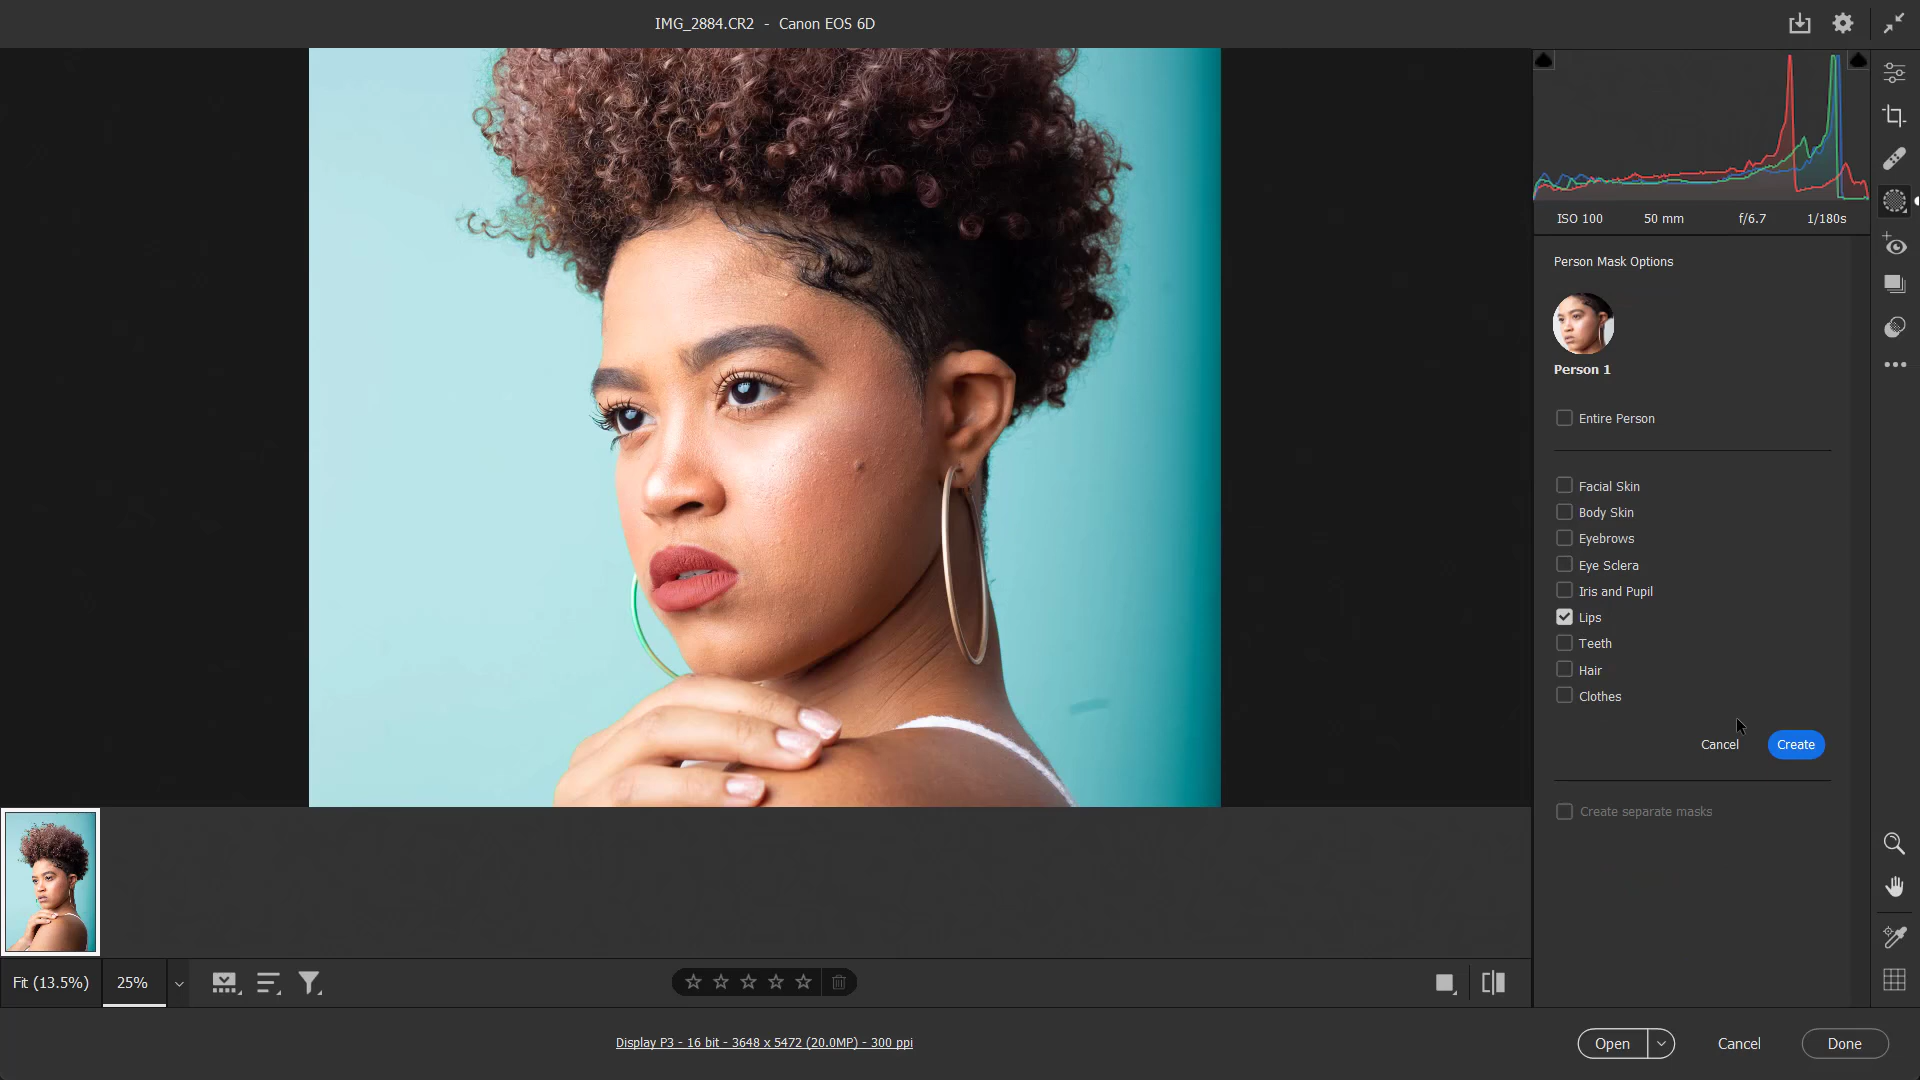 IMG_2884.CR2 - Canon EOS 6D
ISO 100 50 mm f/6.7 1/180s
Person Mask Options
Person 1
Entire Person
Facial Skin
Body Skin
Eyebrows
Eye Sclera
Iris and Pupil
Lips
Teeth
Hair
Clothes
Cancel Create
Create separate masks
Fit (13.5%) 25%
Display P3 - 16 bit - 3648 x 5472 (20.0MP) - 300 ppi
Open Cancel Done